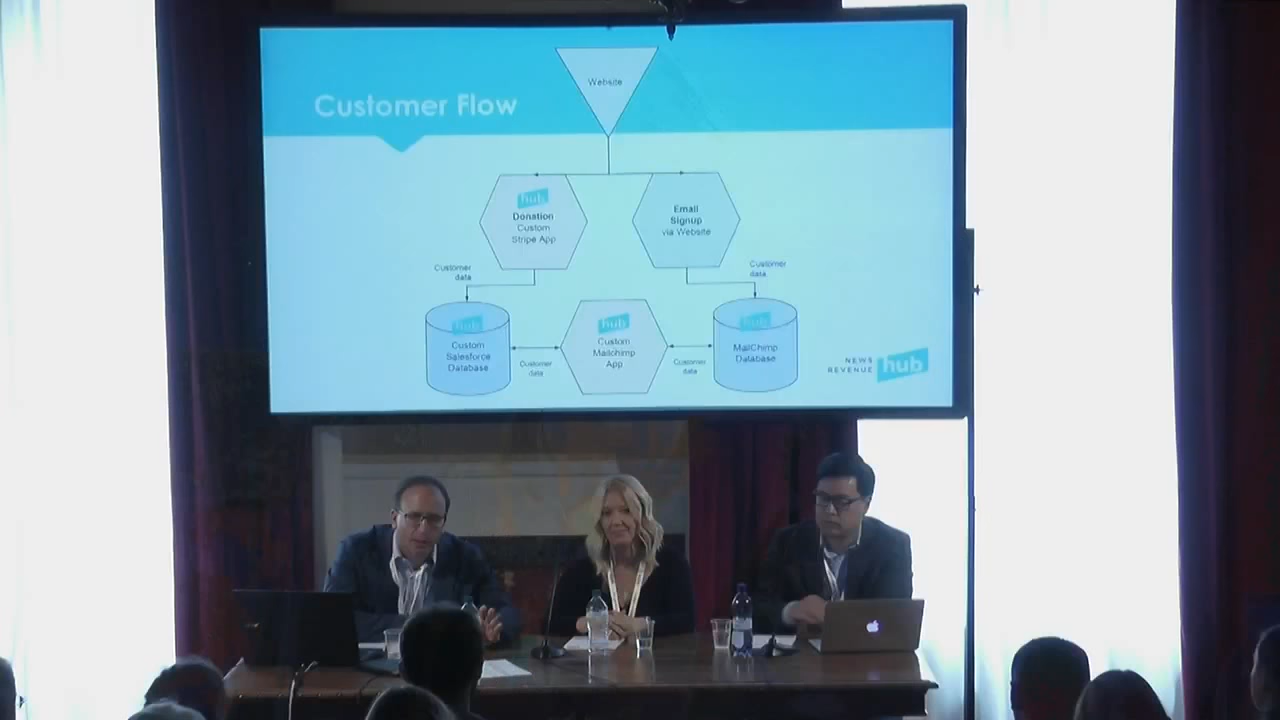 Website
Customer Flow
hub
Donation
Custom
Stripe App
Email
Signup
via Website
Customer
data
Customer
data
hub
Custom
Salesforce
Database
hub
Custom
Mailchimp
App
hub
MailChimp
Database
Customer
data
Customer
data
NEWS
REVENUE
hub